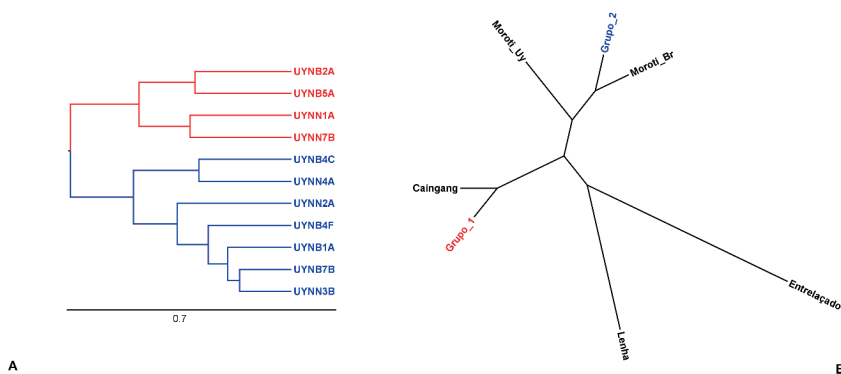 UYNB2A
UYNB5A
UYNN1A
UYNN7B
UYNB4C
UYNN4A
UYNN2A
UYNB4F
UYNB1A
UYNB7B
UYNN3B
0.7
A
Moroti_Uy
Grupo_2
Moroti_Br
Caingang
Grupo_1
Entrelaçado
Lenha